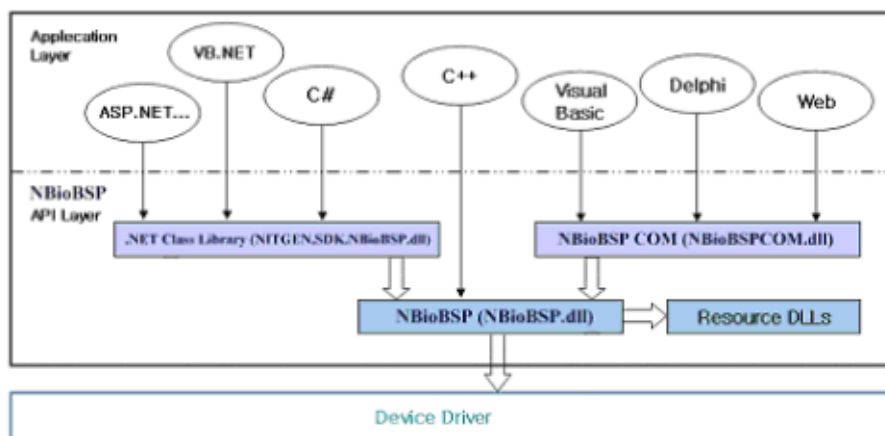 Applecation
Layer
VB.NET
C++
C#
Visual
Basic
Delphi
Web
ASP.NET...
NBioBSP
API Layer
.NET Class Library (NITGEN.SDK.NBioBSP.dll)
NBioBSP COM (NBioBSPCOM.dll)
NBioBSP (NBioBSP.dll)
Resource DLLs
Device Driver